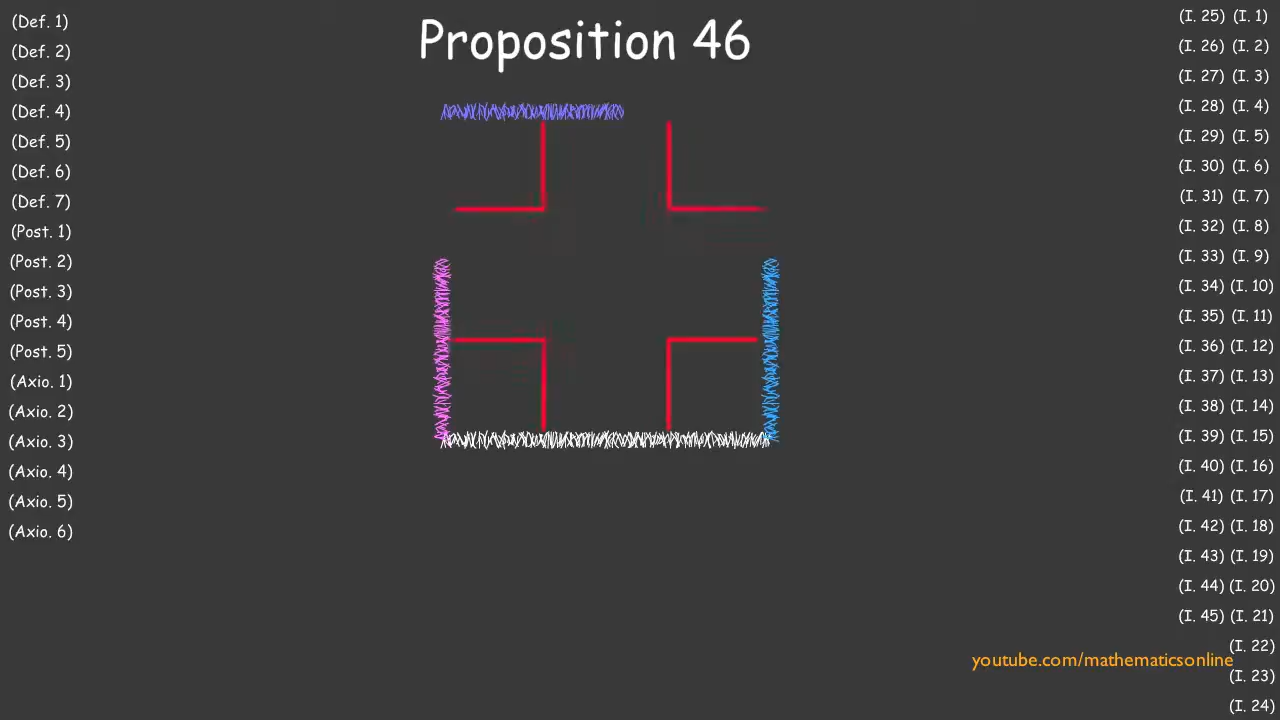 Proposition 46
(Def. 1)
(Def. 2)
(Def. 3)
(Def. 4)
(Def. 5)
(Def. 6)
(Def. 7)
(Post. 1)
(Post. 2)
(Post. 3)
(Post. 4)
(Post. 5)
(Axio. 1)
(Axio. 2)
(Axio. 3)
(Axio. 4)
(Axio. 5)
(Axio. 6)
(I. 25) (I. 1)
(I. 26) (I. 2)
(I. 27) (I. 3)
(I. 28) (I. 4)
(I. 29) (I. 5)
(I. 30) (I. 6)
(I. 31) (I. 7)
(I. 32) (I. 8)
(I. 33) (I. 9)
(I. 34) (I. 10)
(I. 35) (I. 11)
(I. 36) (I. 12)
(I. 37) (I. 13)
(I. 38) (I. 14)
(I. 39) (I. 15)
(I. 40) (I. 16)
(I. 41) (I. 17)
(I. 42) (I. 18)
(I. 43) (I. 19)
(I. 44) (I. 20)
(I. 45) (I. 21)
(I. 22)
youtube.com/mathematicsonline
(I. 23)
(I. 24)